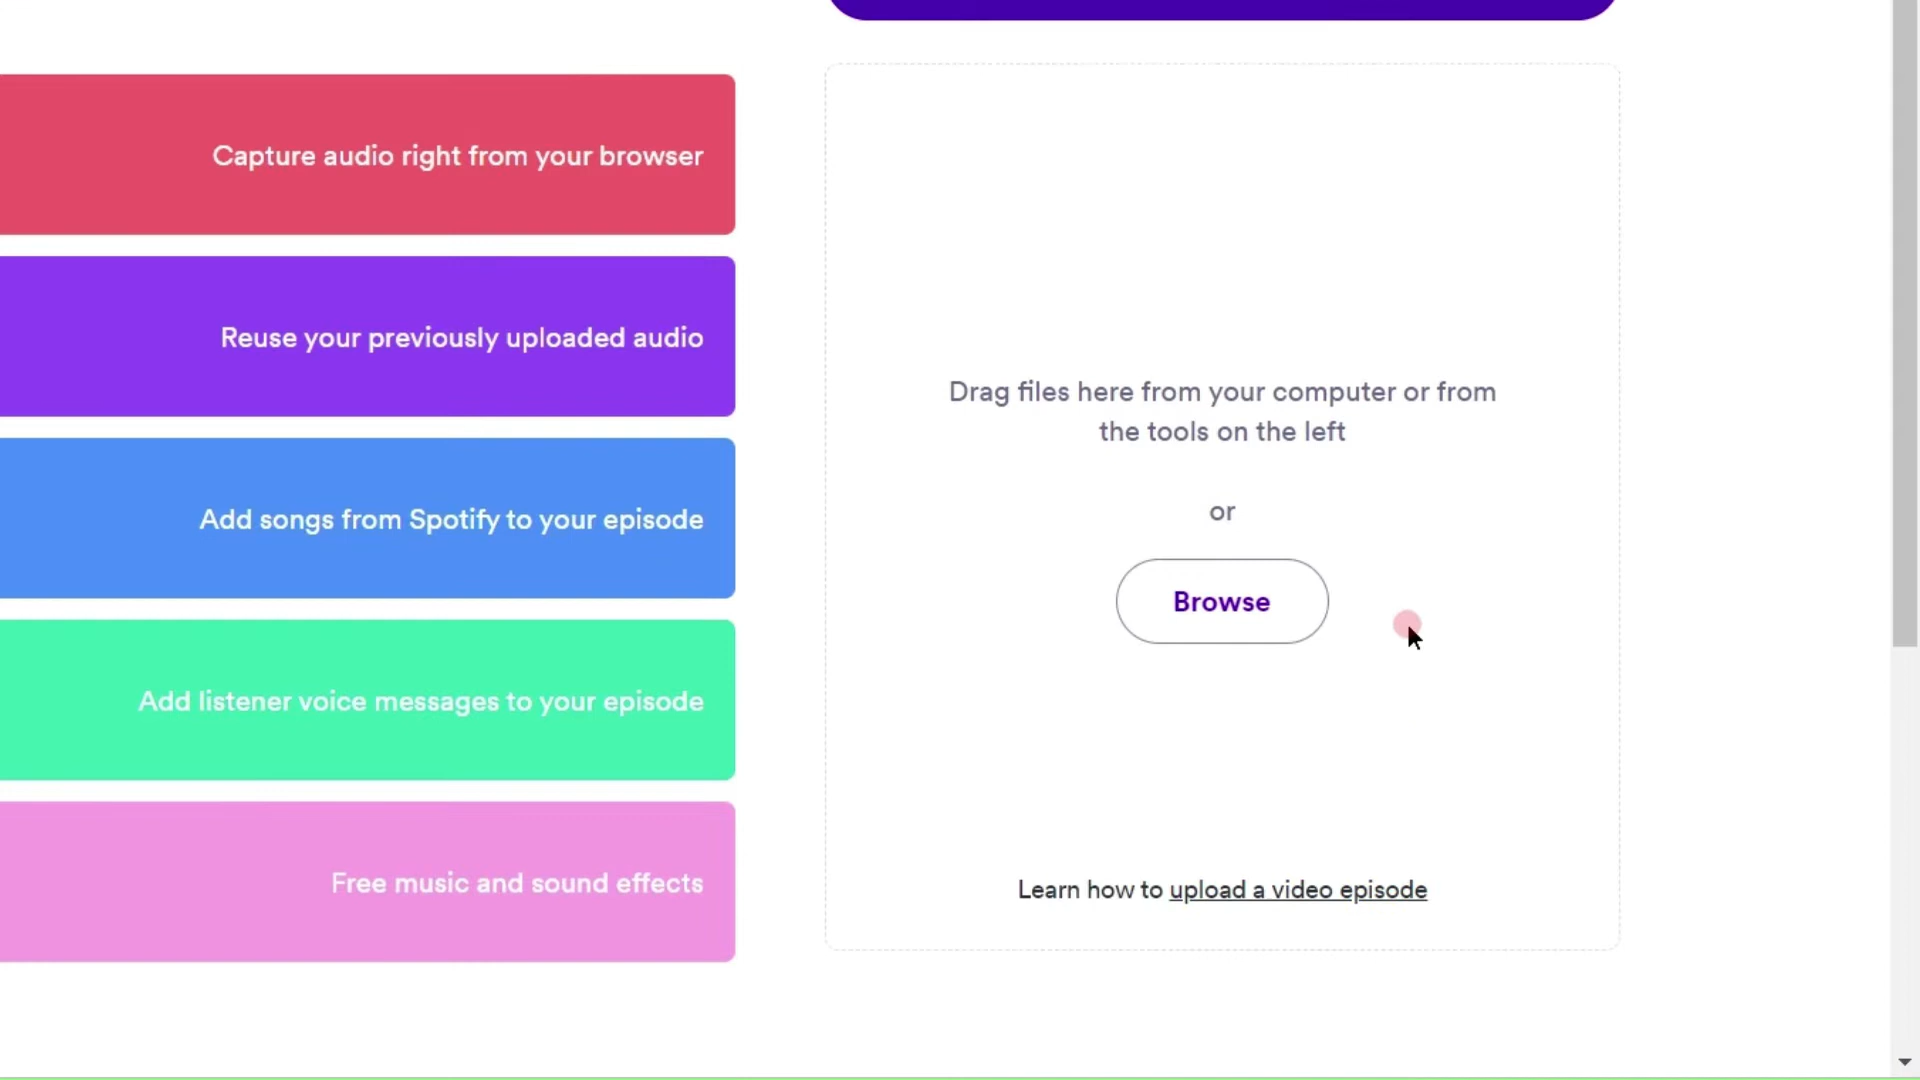 Capture audio right from your browser
Reuse your previously uploaded audio
Add songs from Spotify to your episode
Add listener voice messages to your episode
Free music and sound effects
Drag files here from your computer or from
the tools on the left
or
Browse
Learn how to upload a video episode